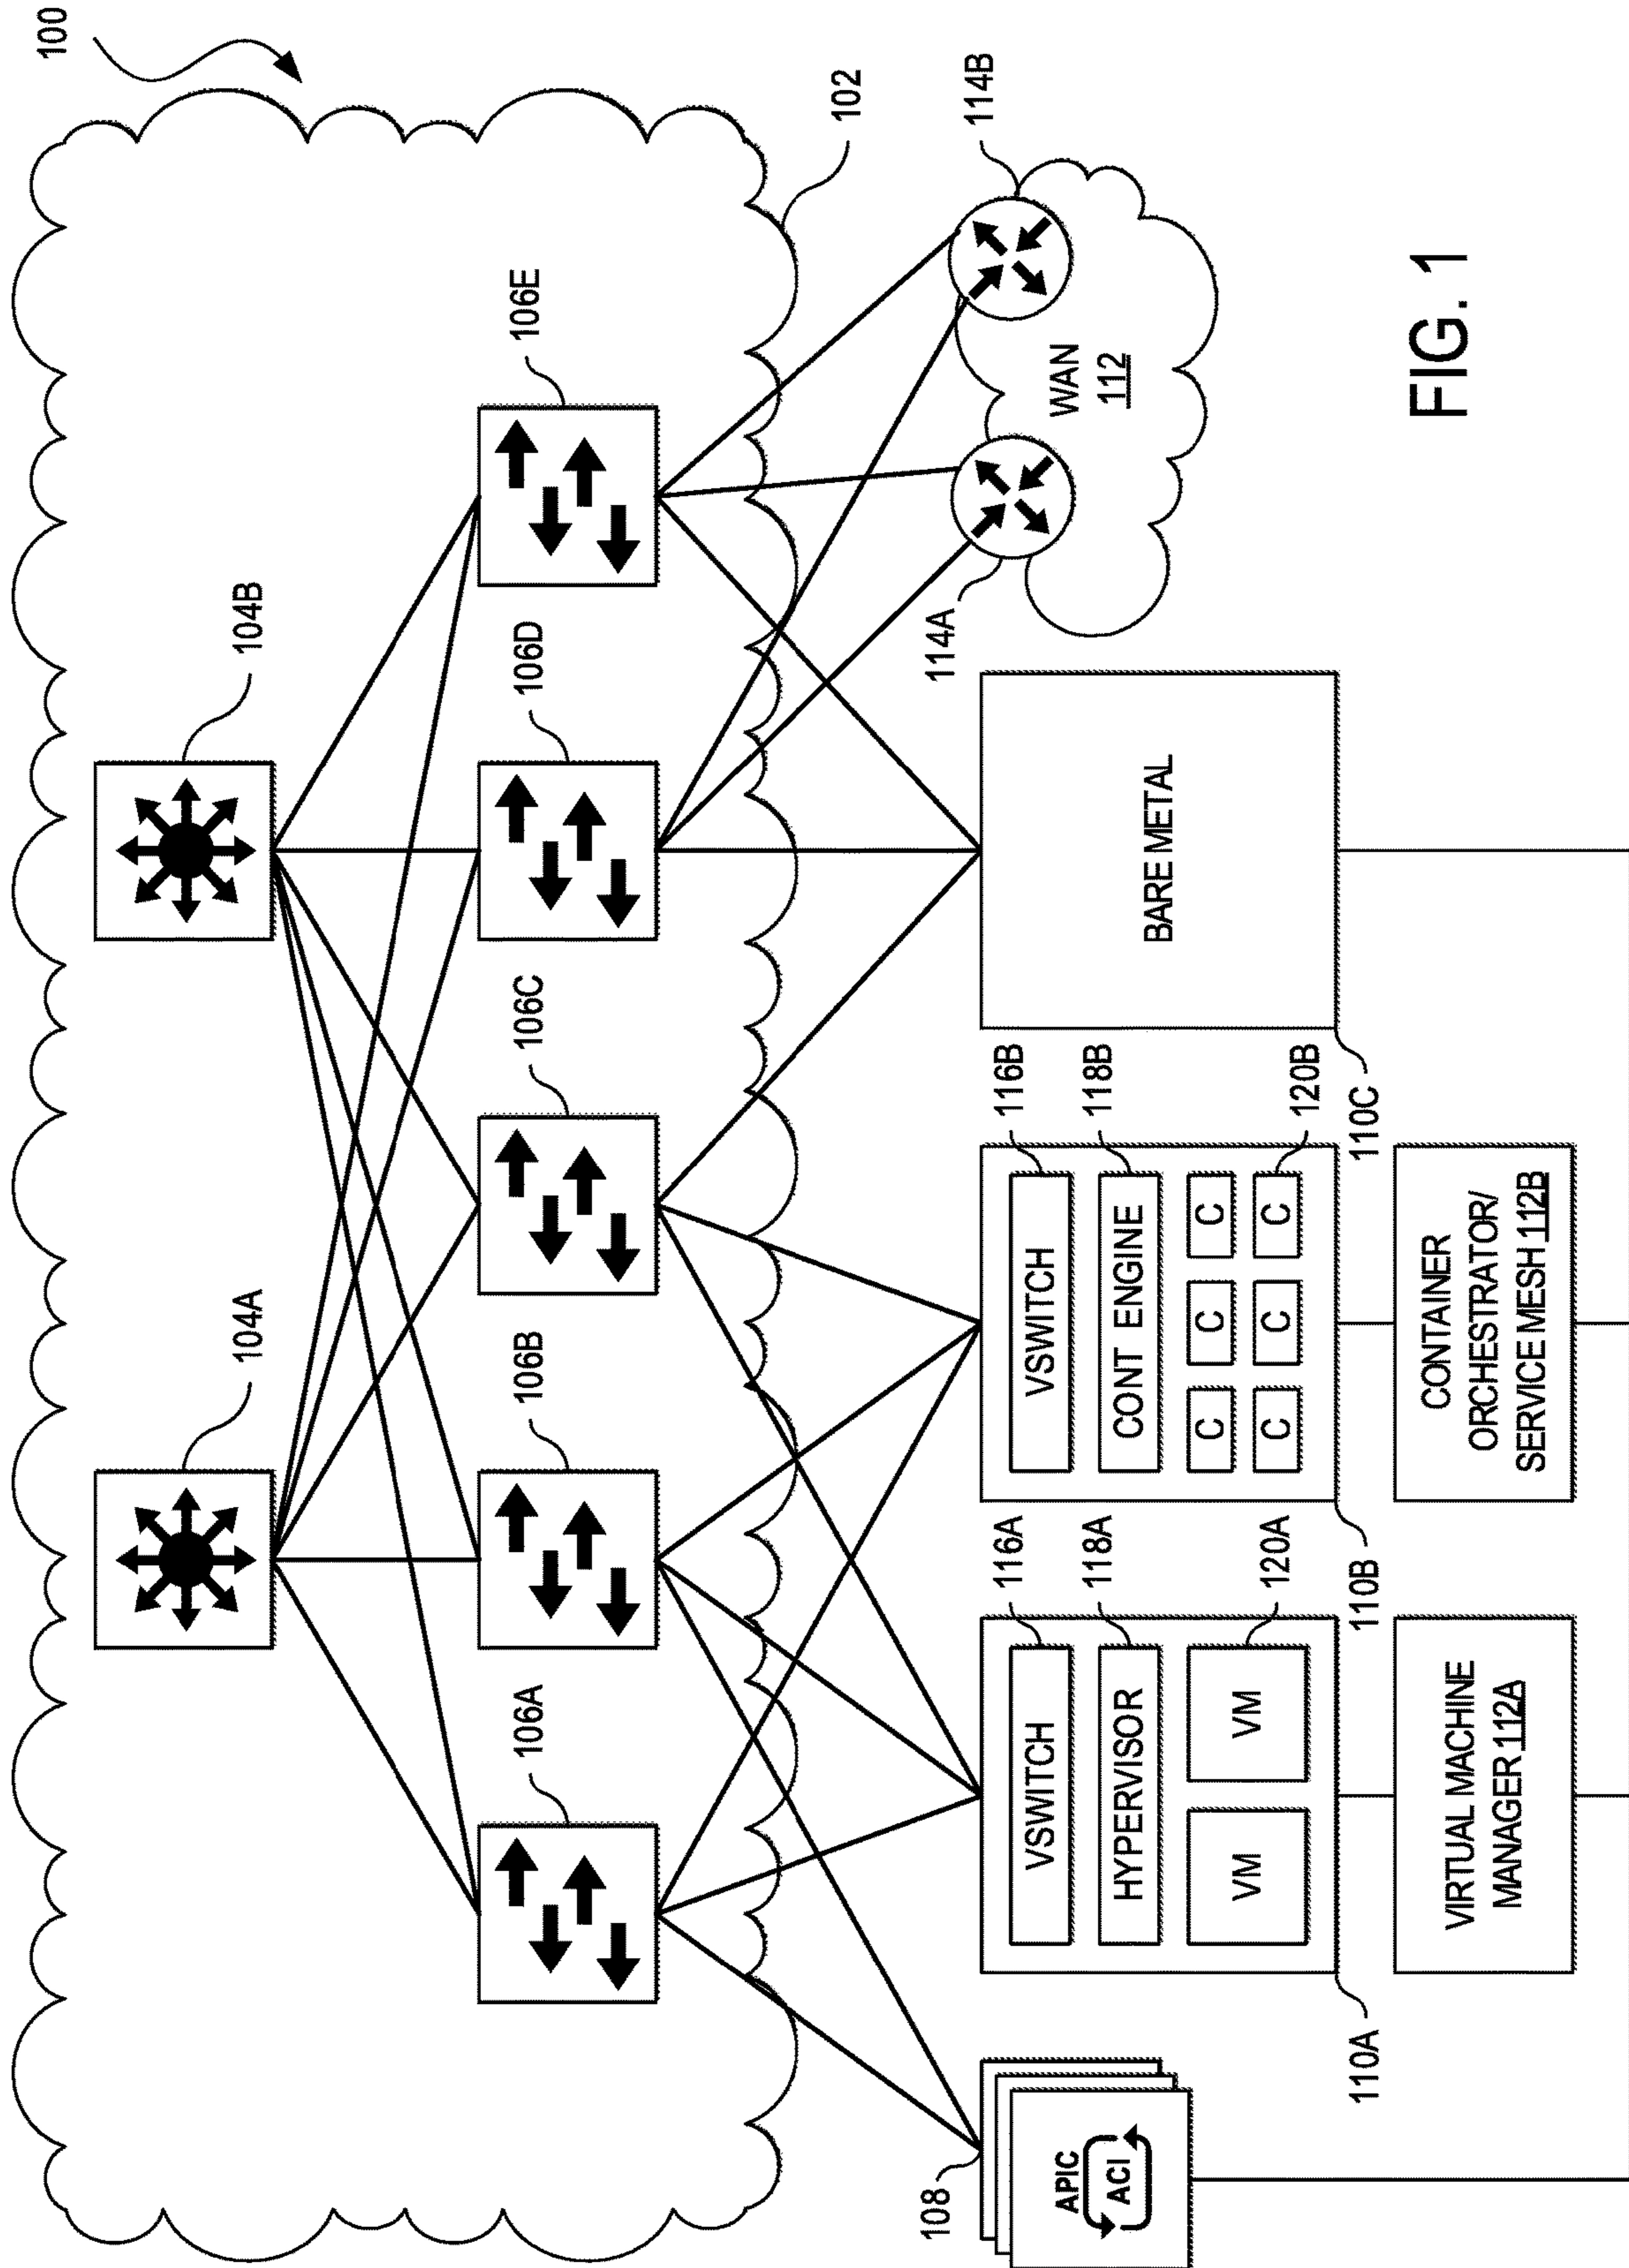 100
104A
104B
106A
106B
106C
106D
106E
102
108
APIC
ACI
116A
VSWITCH
118A
HYPERVISOR
120A
VM
VM
110A
VIRTUAL MACHINE
MANAGER 112A
116B
VSWITCH
118B
CONT ENGINE
C
C
C
120B
C
C
C
110B
CONTAINER
ORCHESTRATOR/
SERVICE MESH 112B
BARE METAL
110C
114A
114B
WAN
112
FIG. 1